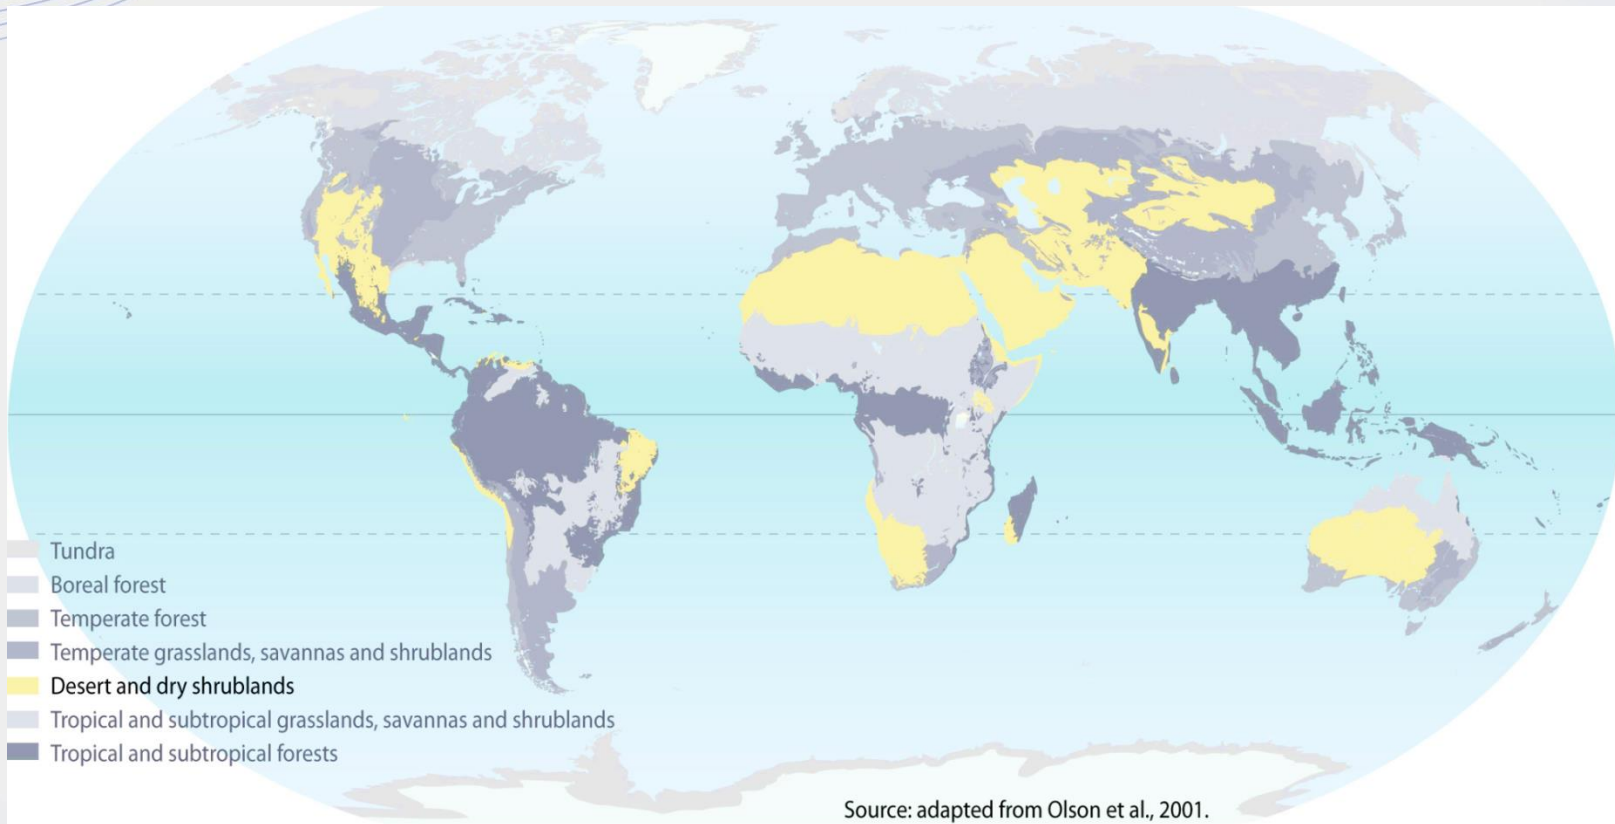 Tundra
Boreal forest
Temperate forest
Temperate grasslands, savannas and shrublands
Desert and dry shrublands
Tropical and subtropical grasslands, savannas and shrublands
Tropical and subtropical forests
Source: adapted from Olson et al., 2001.